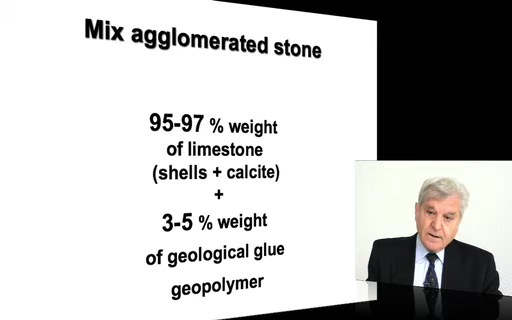 Mix agglomerated stone
95-97 % weight
of limestone
(shells + calcite)
+
3-5 % weight
of geological glue
geopolymer